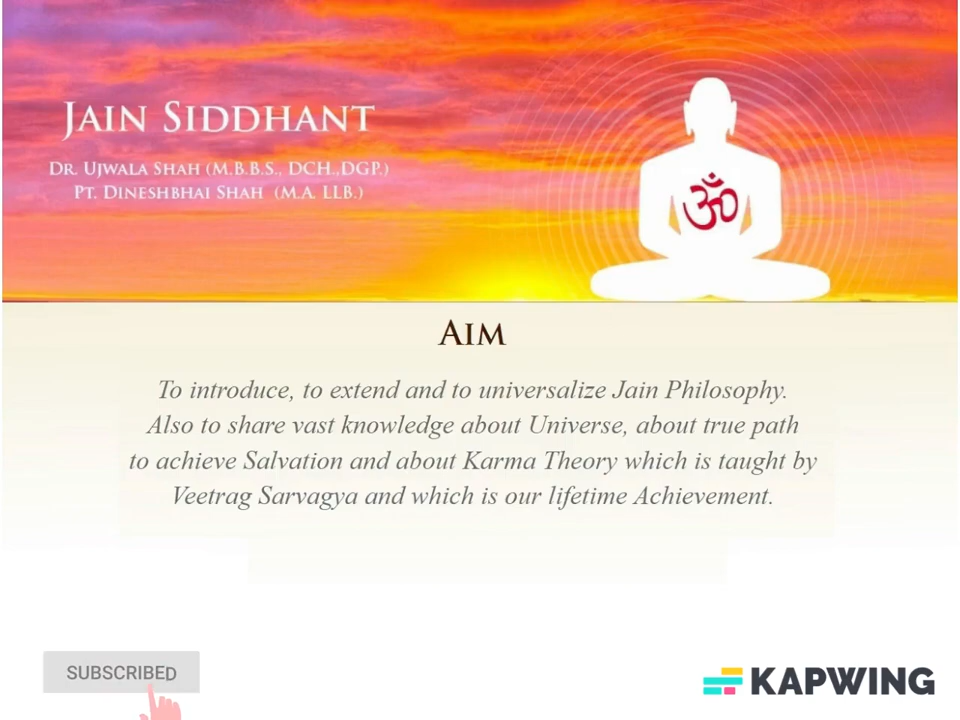 JAIN SIDDHANT
DR. UJWALA SHAH (M.B.B.S., DCH.,DGP.)
PT. DINESHBHAI SHAH (M.A. LLB.)
ॐ
AIM
To introduce, to extend and to universalize Jain Philosophy.
Also to share vast knowledge about Universe, about true path
to achieve Salvation and about Karma Theory which is taught by
Veetrag Sarvagya and which is our lifetime Achievement.
SUBSCRIBED
KAPWING